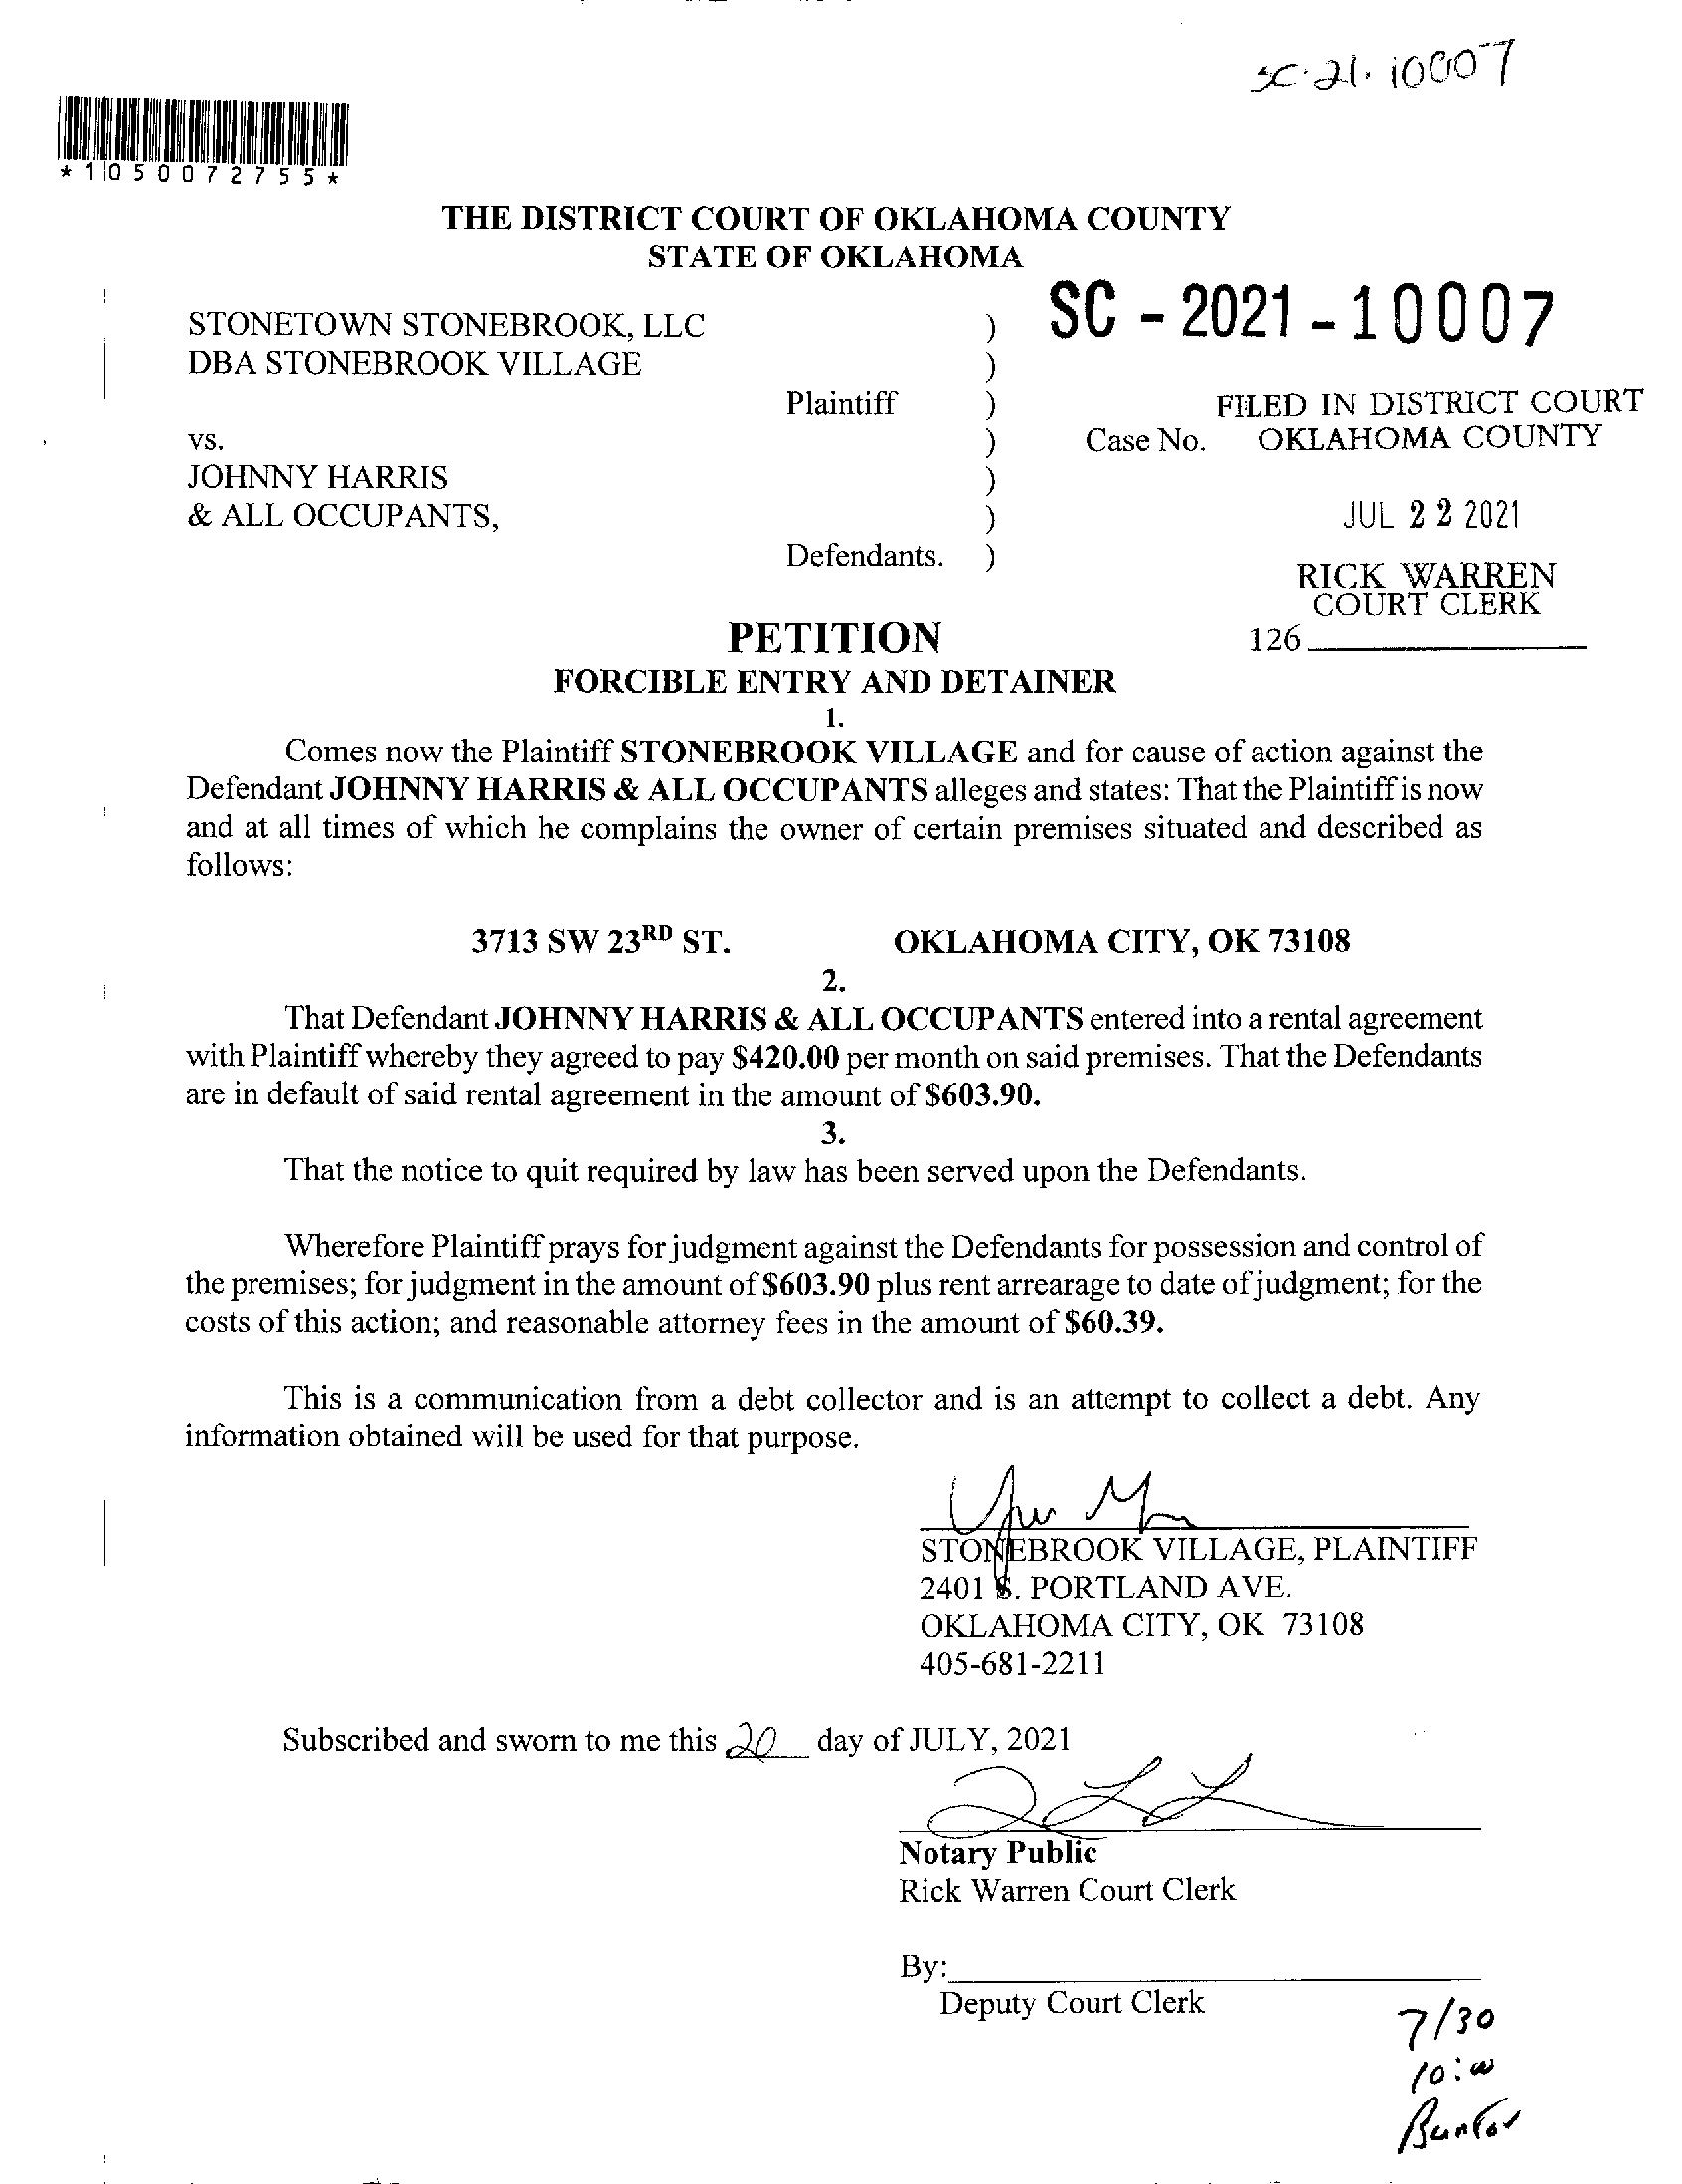 SC-21-10007
*1050072755*
THE DISTRICT COURT OF OKLAHOMA COUNTY
STATE OF OKLAHOMA
STONETOWN STONEBROOK, LLC ) SC - 2021 - 10007
DBA STONEBROOK VILLAGE )
Plaintiff ) FILED IN DISTRICT COURT
vs. ) Case No. OKLAHOMA COUNTY
JOHNNY HARRIS )
& ALL OCCUPANTS, ) JUL 22 2021
Defendants. )
RICK WARREN
COURT CLERK
PETITION
126
FORCIBLE ENTRY AND DETAINER
1.
Comes now the Plaintiff STONEBROOK VILLAGE and for cause of action against the
Defendant JOHNNY HARRIS & ALL OCCUPANTS alleges and states: That the Plaintiff is now
and at all times of which he complains the owner of certain premises situated and described as
follows:
3713 SW 23RD ST. OKLAHOMA CITY, OK 73108
2.
That Defendant JOHNNY HARRIS & ALL OCCUPANTS entered into a rental agreement
with Plaintiff whereby they agreed to pay $420.00 per month on said premises. That the Defendants
are in default of said rental agreement in the amount of $603.90.
3.
That the notice to quit required by law has been served upon the Defendants.
Wherefore Plaintiff prays for judgment against the Defendants for possession and control of
the premises; for judgment in the amount of $603.90 plus rent arrearage to date of judgment; for the
costs of this action; and reasonable attorney fees in the amount of $60.39.
This is a communication from a debt collector and is an attempt to collect a debt. Any
information obtained will be used for that purpose.
STONEBROOK VILLAGE, PLAINTIFF
2401 S. PORTLAND AVE.
OKLAHOMA CITY, OK 73108
405-681-2211
Subscribed and sworn to me this 20 day of JULY, 2021
Notary Public
Rick Warren Court Clerk
By:
Deputy Court Clerk
7/30
10:00